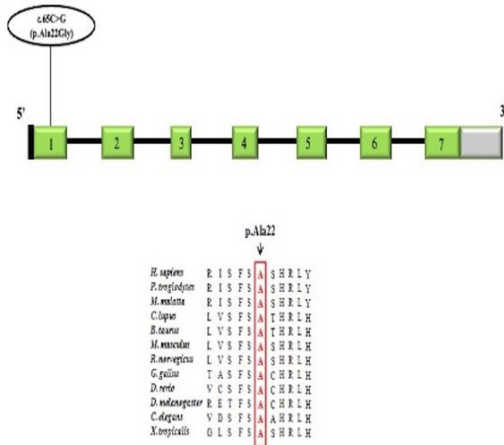 c.65C>G
(p.Ala22Gly)
5' 3
1 2 3 4 5 6 7
p.Ala22
H. sapiens R I S F S A S H R L Y
P. troglodytes R I S F S A S H R L Y
M. mulatta R I S F S A S H R L Y
C. lupus L V S F S A T H R L H
B. taurus L V S F S A T H R L H
M. musculus L V S F S A S H R L H
R. norvegicus L V S F S A S H R L H
G. gallus T A S F S A C H R L H
D. rerio V C S F S A C H R L H
D. melanogaster R E T F S A C H R L H
C. elegans V D S F S A A H R L H
X. tropicalis G L S F S A S H R L H